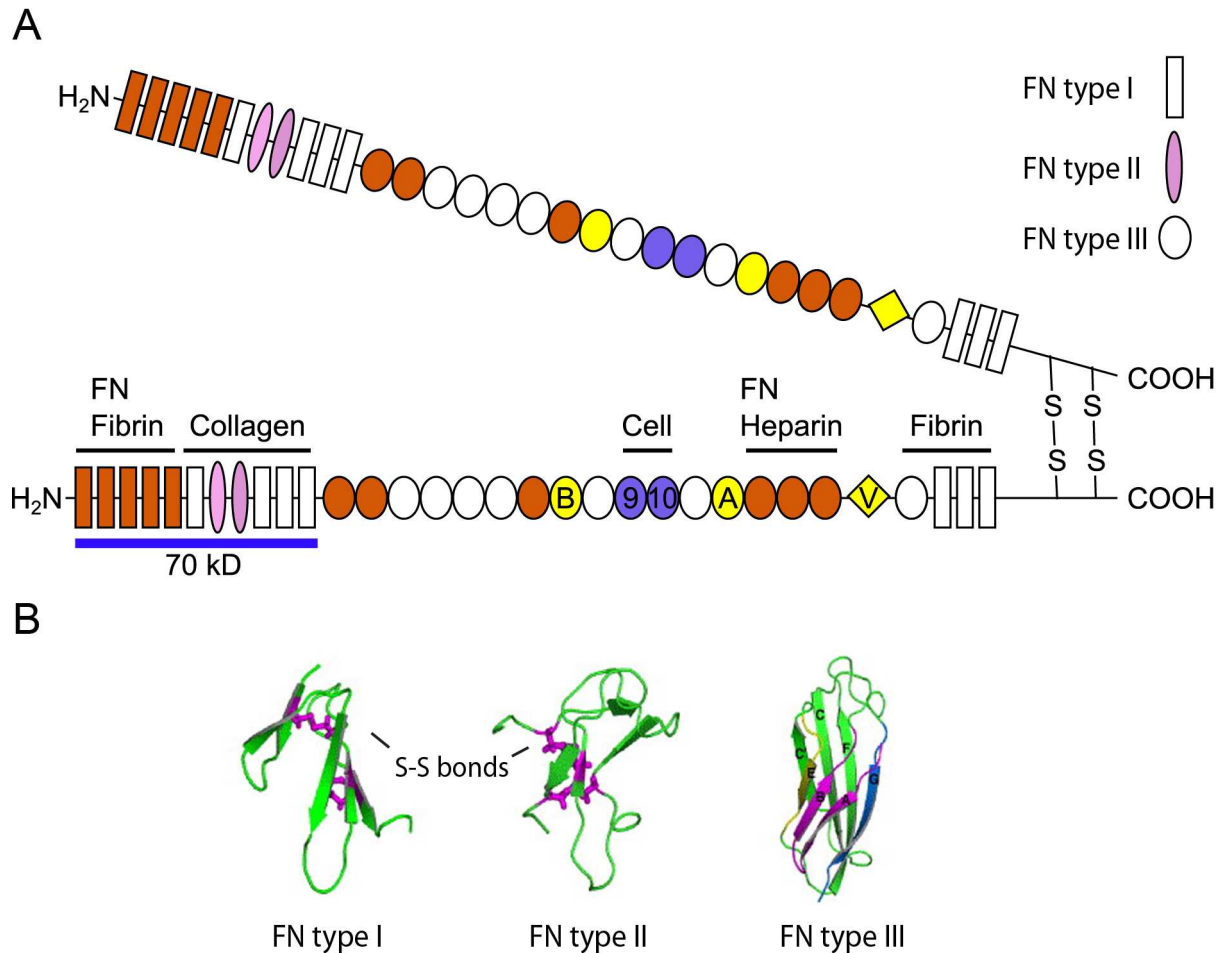 A
H₂N
FN type I
FN type II
FN type III
COOH
S S
S S
FN
Fibrin
Collagen
Cell
FN
Heparin
Fibrin
H₂N
B
9
10
A
V
COOH
70 kD
B
S-S bonds
C
C
F
E
G
B
A
FN type I
FN type II
FN type III